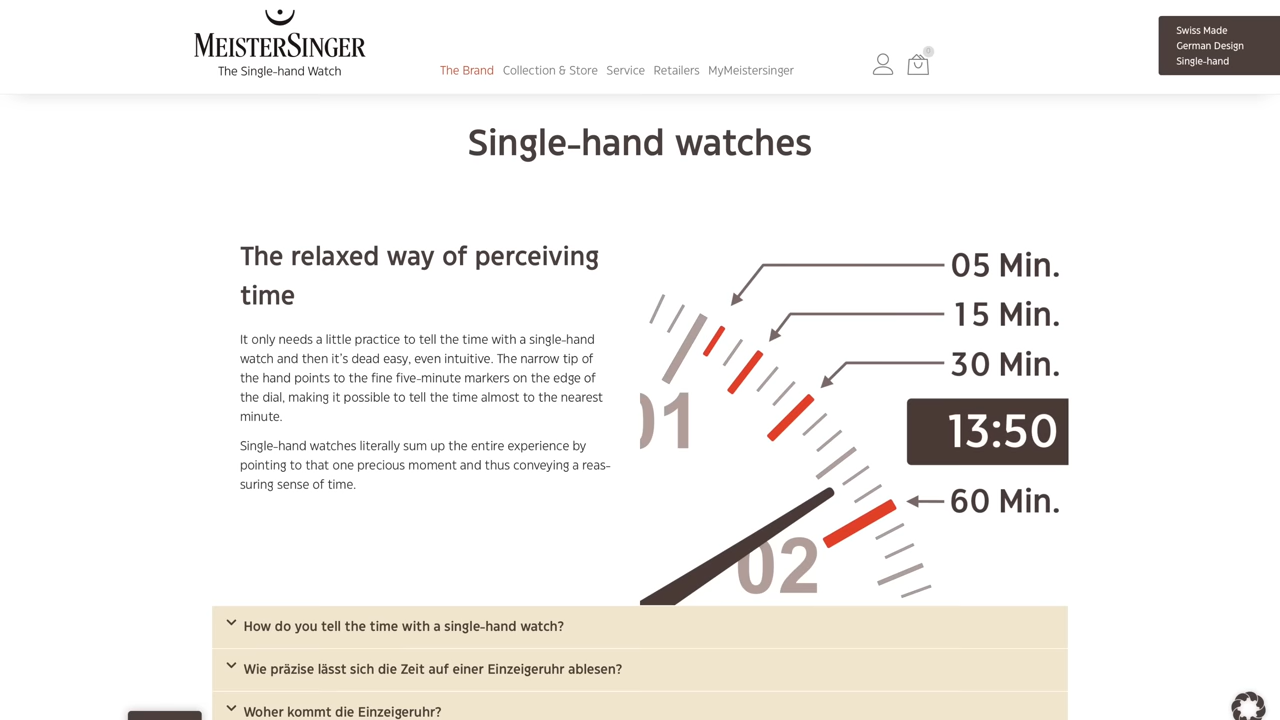 MEISTERSINGER
The Single-hand Watch
The Brand Collection & Store Service Retailers MyMeistersinger
0
Swiss Made
German Design
Single-hand
Single-hand watches
The relaxed way of perceiving
time
It only needs a little practice to tell the time with a single-hand
watch and then it's dead easy, even intuitive. The narrow tip of
the hand points to the fine five-minute markers on the edge of
the dial, making it possible to tell the time almost to the nearest
minute.
Single-hand watches literally sum up the entire experience by
pointing to that one precious moment and thus conveying a reas-
suring sense of time.
05 Min.
15 Min.
30 Min.
01
13:50
60 Min.
02
How do you tell the time with a single-hand watch?
Wie präzise lässt sich die Zeit auf einer Einzeigeruhr ablesen?
Woher kommt die Einzeigeruhr?